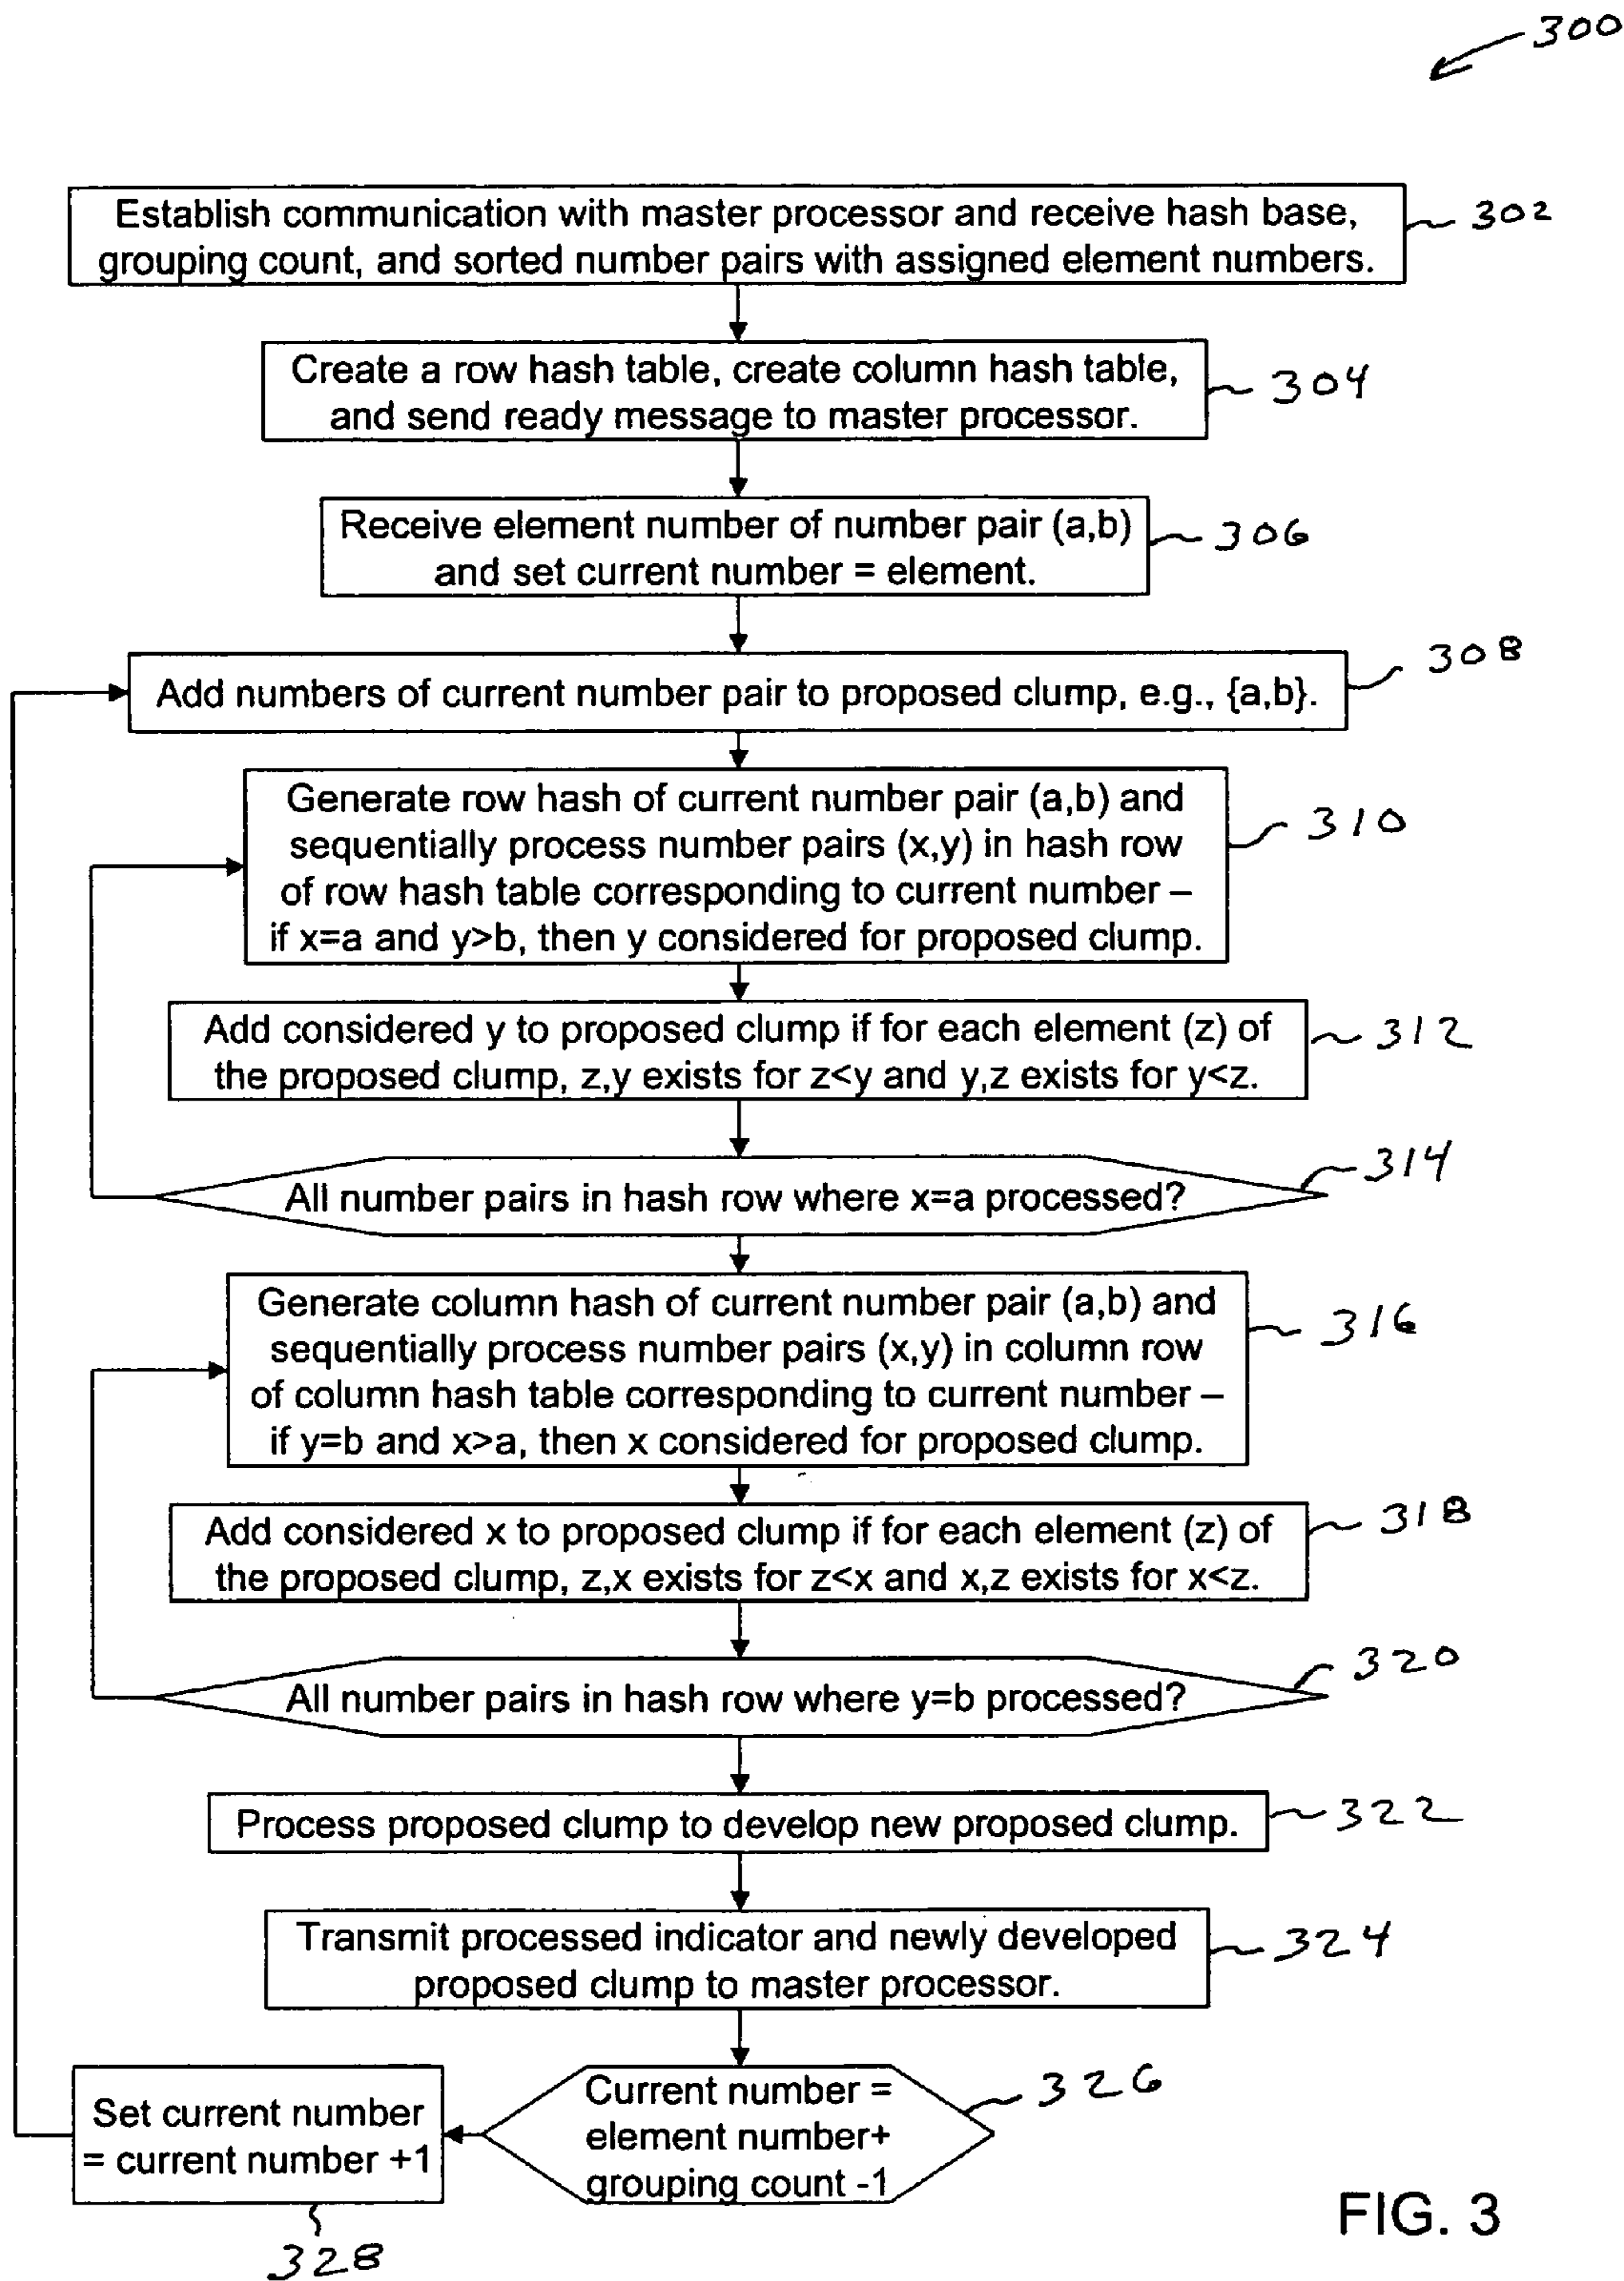 300
Establish communication with master processor and receive hash base,
grouping count, and sorted number pairs with assigned element numbers.
302
Create a row hash table, create column hash table,
and send ready message to master processor.
304
Receive element number of number pair (a,b)
and set current number = element.
306
Add numbers of current number pair to proposed clump, e.g., {a,b}.
308
Generate row hash of current number pair (a,b) and
sequentially process number pairs (x,y) in hash row
of row hash table corresponding to current number –
if x=a and y>b, then y considered for proposed clump.
310
Add considered y to proposed clump if for each element (z) of
the proposed clump, z,y exists for z<y and y,z exists for y<z.
312
All number pairs in hash row where x=a processed?
314
Generate column hash of current number pair (a,b) and
sequentially process number pairs (x,y) in column row
of column hash table corresponding to current number –
if y=b and x>a, then x considered for proposed clump.
316
Add considered x to proposed clump if for each element (z) of
the proposed clump, z,x exists for z<x and x,z exists for x<z.
318
All number pairs in hash row where y=b processed?
320
Process proposed clump to develop new proposed clump.
322
Transmit processed indicator and newly developed
proposed clump to master processor.
324
Current number =
element number+
grouping count -1
326
Set current number
= current number +1
328
FIG. 3